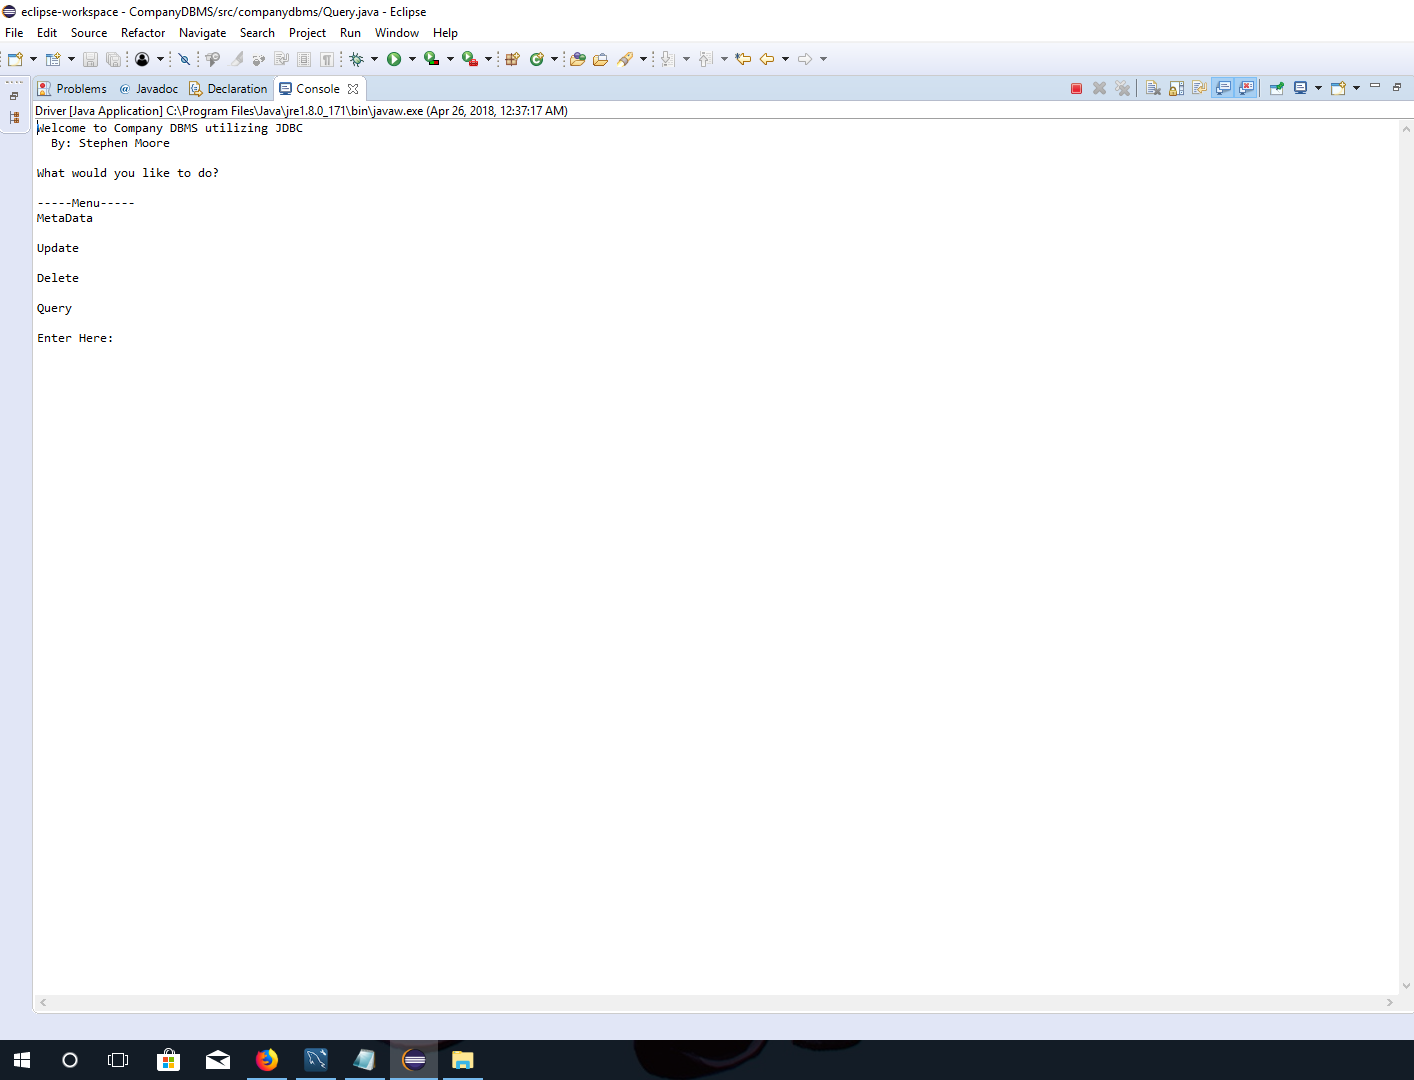 eclipse-workspace - CompanyDBMS/src/companydbms/Query.java - Eclipse
File Edit Source Refactor Navigate Search Project Run Window Help
Problems @ Javadoc Declaration Console
Driver [Java Application] C:\Program Files\Java\jre1.8.0_171\bin\javaw.exe (Apr 26, 2018, 12:37:17 AM)
Welcome to Company DBMS utilizing JDBC
By: Stephen Moore
What would you like to do?
-----Menu-----
MetaData
Update
Delete
Query
Enter Here: